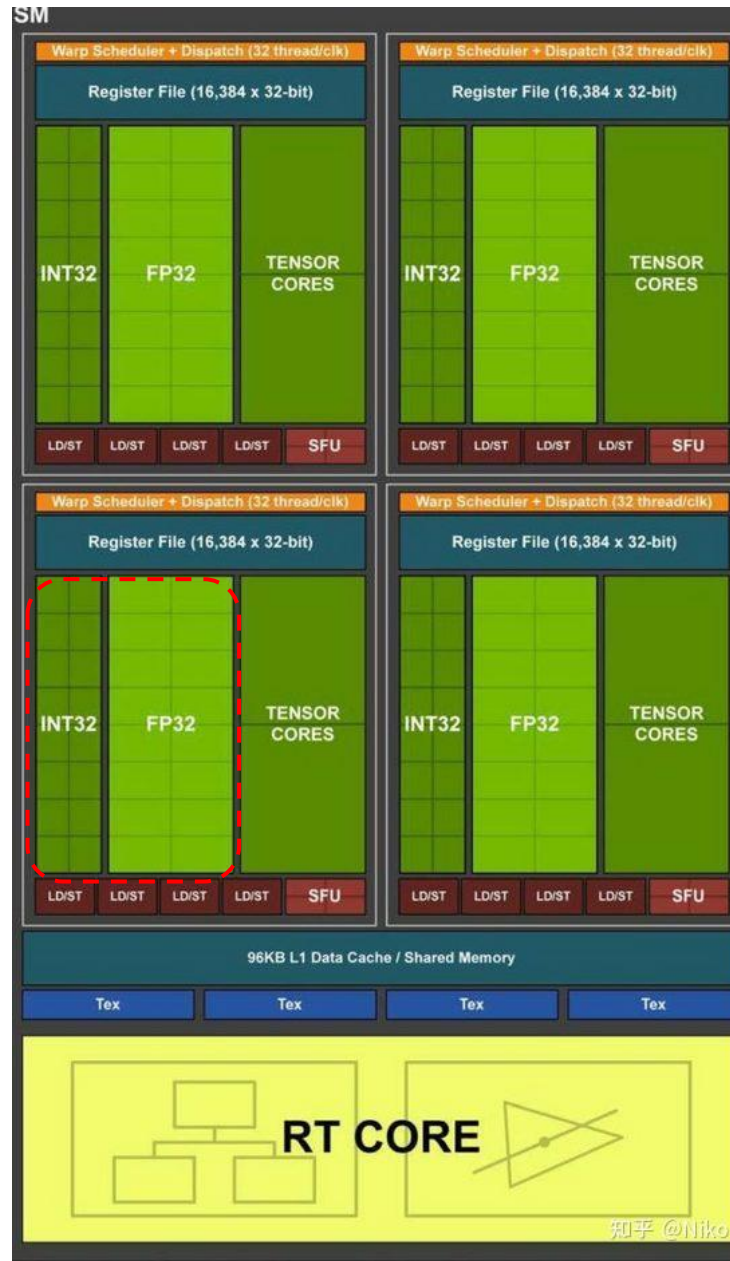 SM
Warp Scheduler + Dispatch (32 thread/clk)
Register File (16,384 x 32-bit)
INT32
FP32
TENSOR
CORES
LD/ST LD/ST LD/ST LD/ST SFU
Warp Scheduler + Dispatch (32 thread/clk)
Register File (16,384 x 32-bit)
INT32
FP32
TENSOR
CORES
LD/ST LD/ST LD/ST LD/ST SFU
Warp Scheduler + Dispatch (32 thread/clk)
Register File (16,384 x 32-bit)
INT32
FP32
TENSOR
CORES
LD/ST LD/ST LD/ST LD/ST SFU
Warp Scheduler + Dispatch (32 thread/clk)
Register File (16,384 x 32-bit)
INT32
FP32
TENSOR
CORES
LD/ST LD/ST LD/ST LD/ST SFU
96KB L1 Data Cache / Shared Memory
Tex Tex Tex Tex
RT CORE
知乎 @Niko